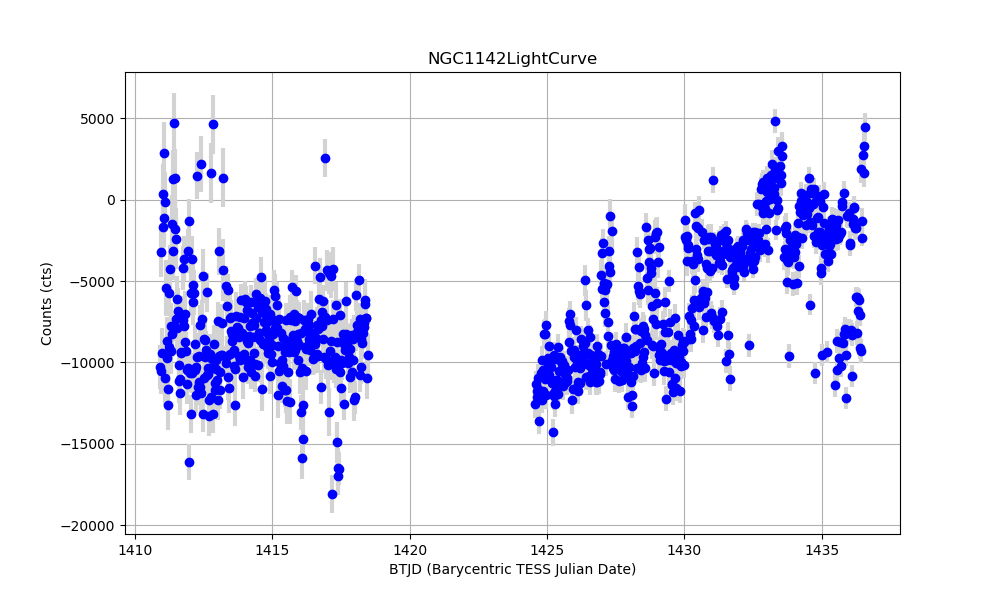 NGC1142LightCurve
5000
0
−5000
−10000
−15000
−20000
Counts (cts)
1410 1415 1420 1425 1430 1435
BTJD (Barycentric TESS Julian Date)